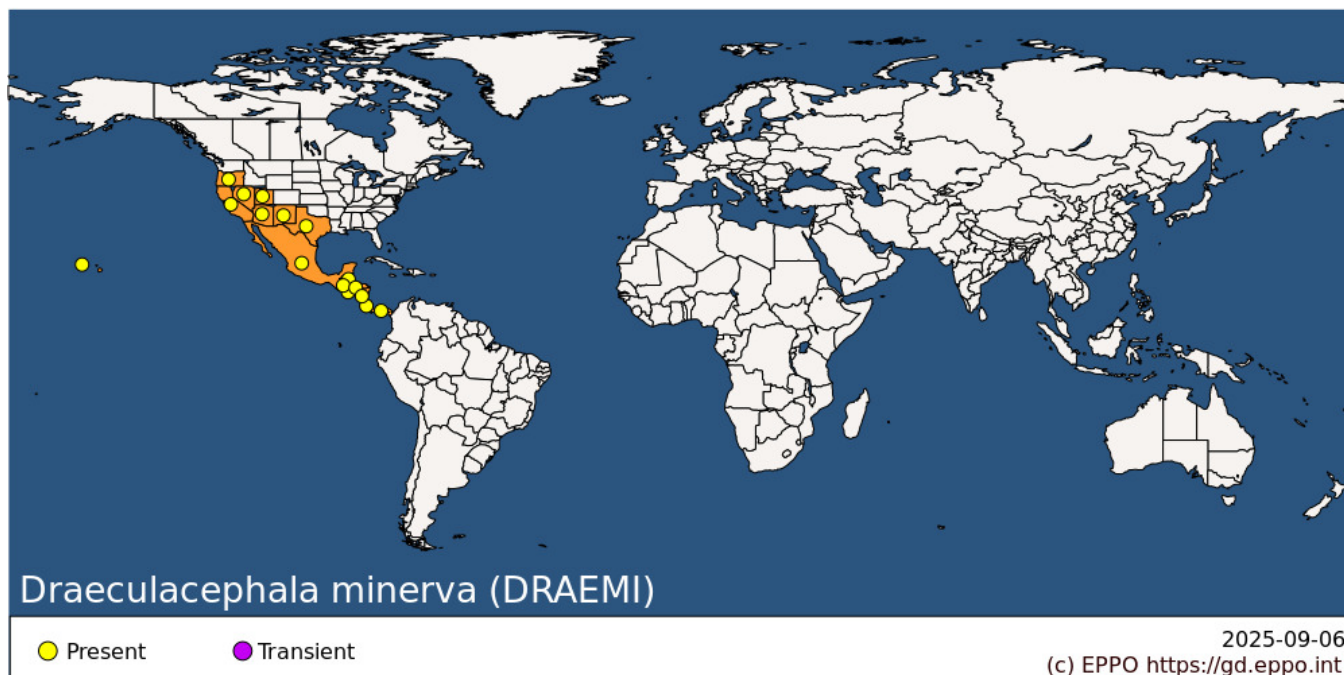 Draeculacephala minerva (DRAEMI)
Present
Transient
2025-09-06
(c) EPPO https://gd.eppo.int